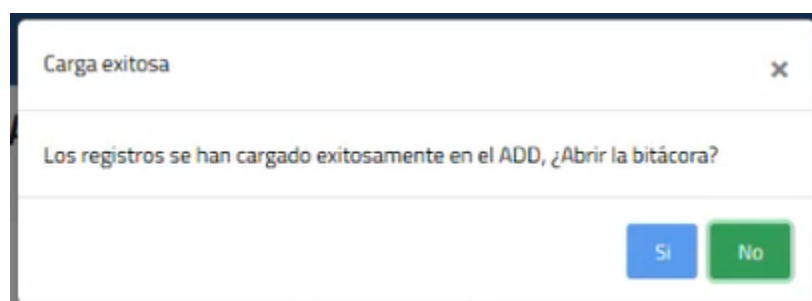 Carga exitosa
×
Los registros se han cargado exitosamente en el ADD, ¿Abrir la bitácora?
Si No